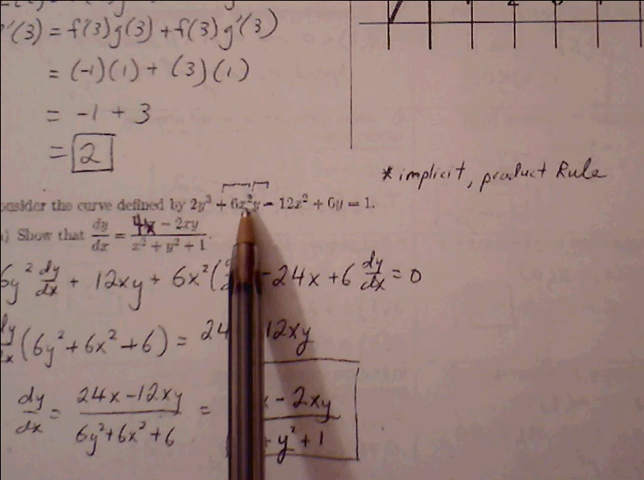 '(3) = f(3)g(3) + f(3)g'(3)
= (-1)(1) + (3)(1)
= -1 + 3
= 2
*implicit, product Rule
onsider the curve defined by 2y³ + 6x²y − 12x² + 6y = 1.
) Show that dy/dx = 4x − 2xy / x² + y² + 1.
6y² dy/dx + 12xy + 6x²( − 24x + 6 dy/dx = 0
dy/dx (6y² + 6x² + 6) = 24 12xy
dy/dx = 24x − 12xy / 6y² + 6x² + 6 = x − 2xy / + y² + 1